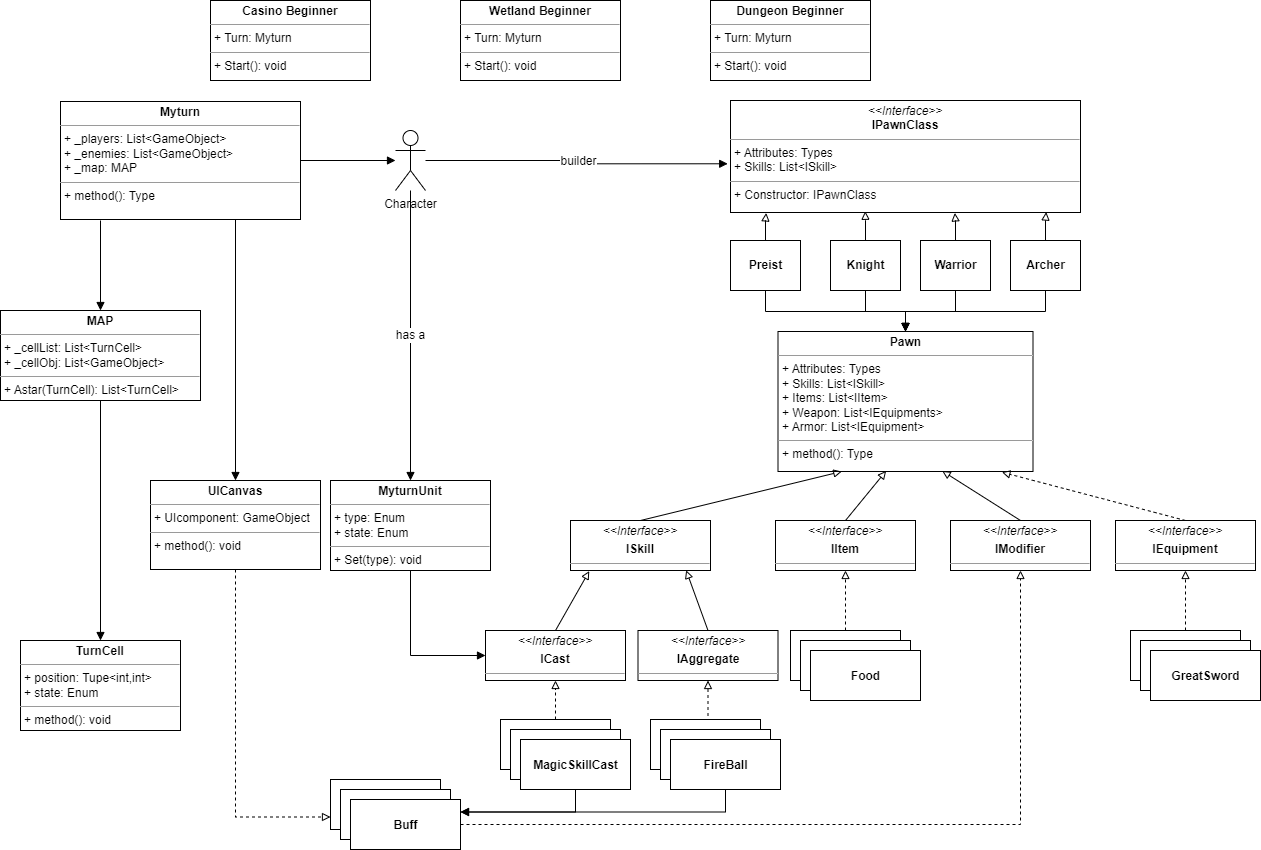 Casino Beginner
+ Turn: Myturn
+ Start(): void
Wetland Beginner
+ Turn: Myturn
+ Start(): void
Dungeon Beginner
+ Turn: Myturn
+ Start(): void
Myturn
+ _players: List<GameObject>
+ _enemies: List<GameObject>
+ _map: MAP
+ method(): Type
Character
builder
<<Interface>>
IPawnClass
+ Attributes: Types
+ Skills: List<ISkill>
+ Constructor: IPawnClass
Preist
Knight
Warrior
Archer
MAP
+ _cellList: List<TurnCell>
+ _cellObj: List<GameObject>
+ Astar(TurnCell): List<TurnCell>
has a
Pawn
+ Attributes: Types
+ Skills: List<ISkill>
+ Items: List<IItem>
+ Weapon: List<IEquipments>
+ Armor: List<IEquipment>
+ method(): Type
UICanvas
+ UIcomponent: GameObject
+ method(): void
MyturnUnit
+ type: Enum
+ state: Enum
+ Set(type): void
<<Interface>>
ISkill
<<Interface>>
IItem
<<Interface>>
IModifier
<<Interface>>
IEquipment
TurnCell
+ position: Tupe<int,int>
+ state: Enum
+ method(): void
<<Interface>>
ICast
<<Interface>>
IAggregate
Food
GreatSword
MagicSkillCast
FireBall
Buff